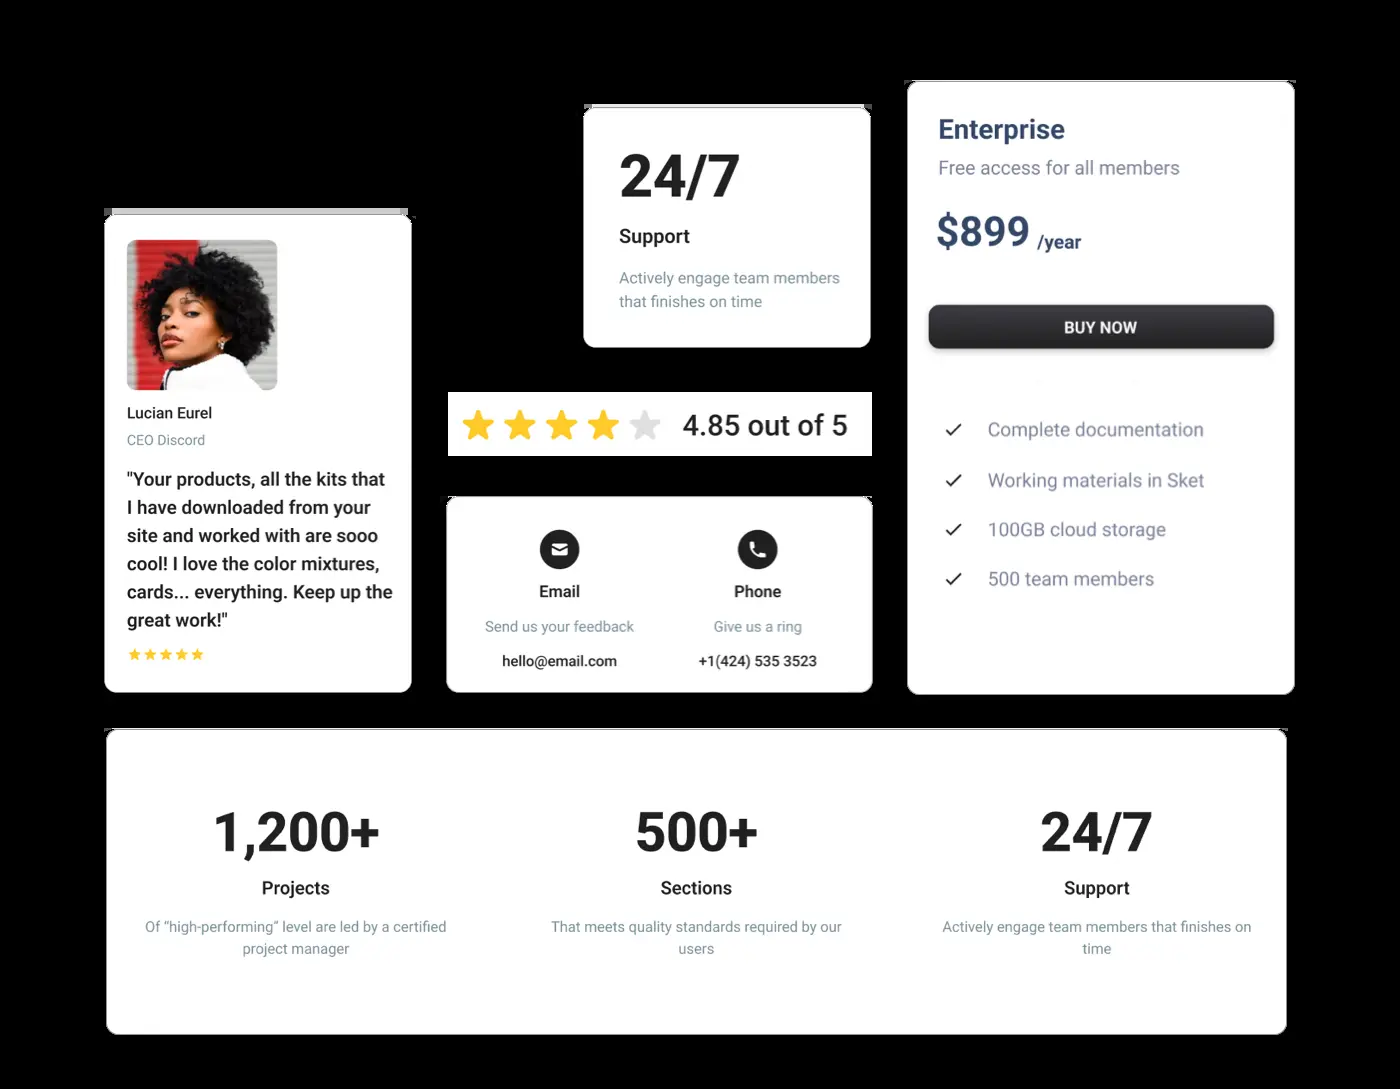 24/7
Support
Actively engage team members
that finishes on time
Enterprise
Free access for all members
$899 /year
BUY NOW
Complete documentation
Working materials in Sket
100GB cloud storage
500 team members
Lucian Eurel
CEO Discord
"Your products, all the kits that
I have downloaded from your
site and worked with are sooo
cool! I love the color mixtures,
cards... everything. Keep up the
great work!"
4.85 out of 5
Email
Send us your feedback
hello@email.com
Phone
Give us a ring
+1(424) 535 3523
1,200+
Projects
Of “high-performing” level are led by a certified
project manager
500+
Sections
That meets quality standards required by our
users
24/7
Support
Actively engage team members that finishes on
time